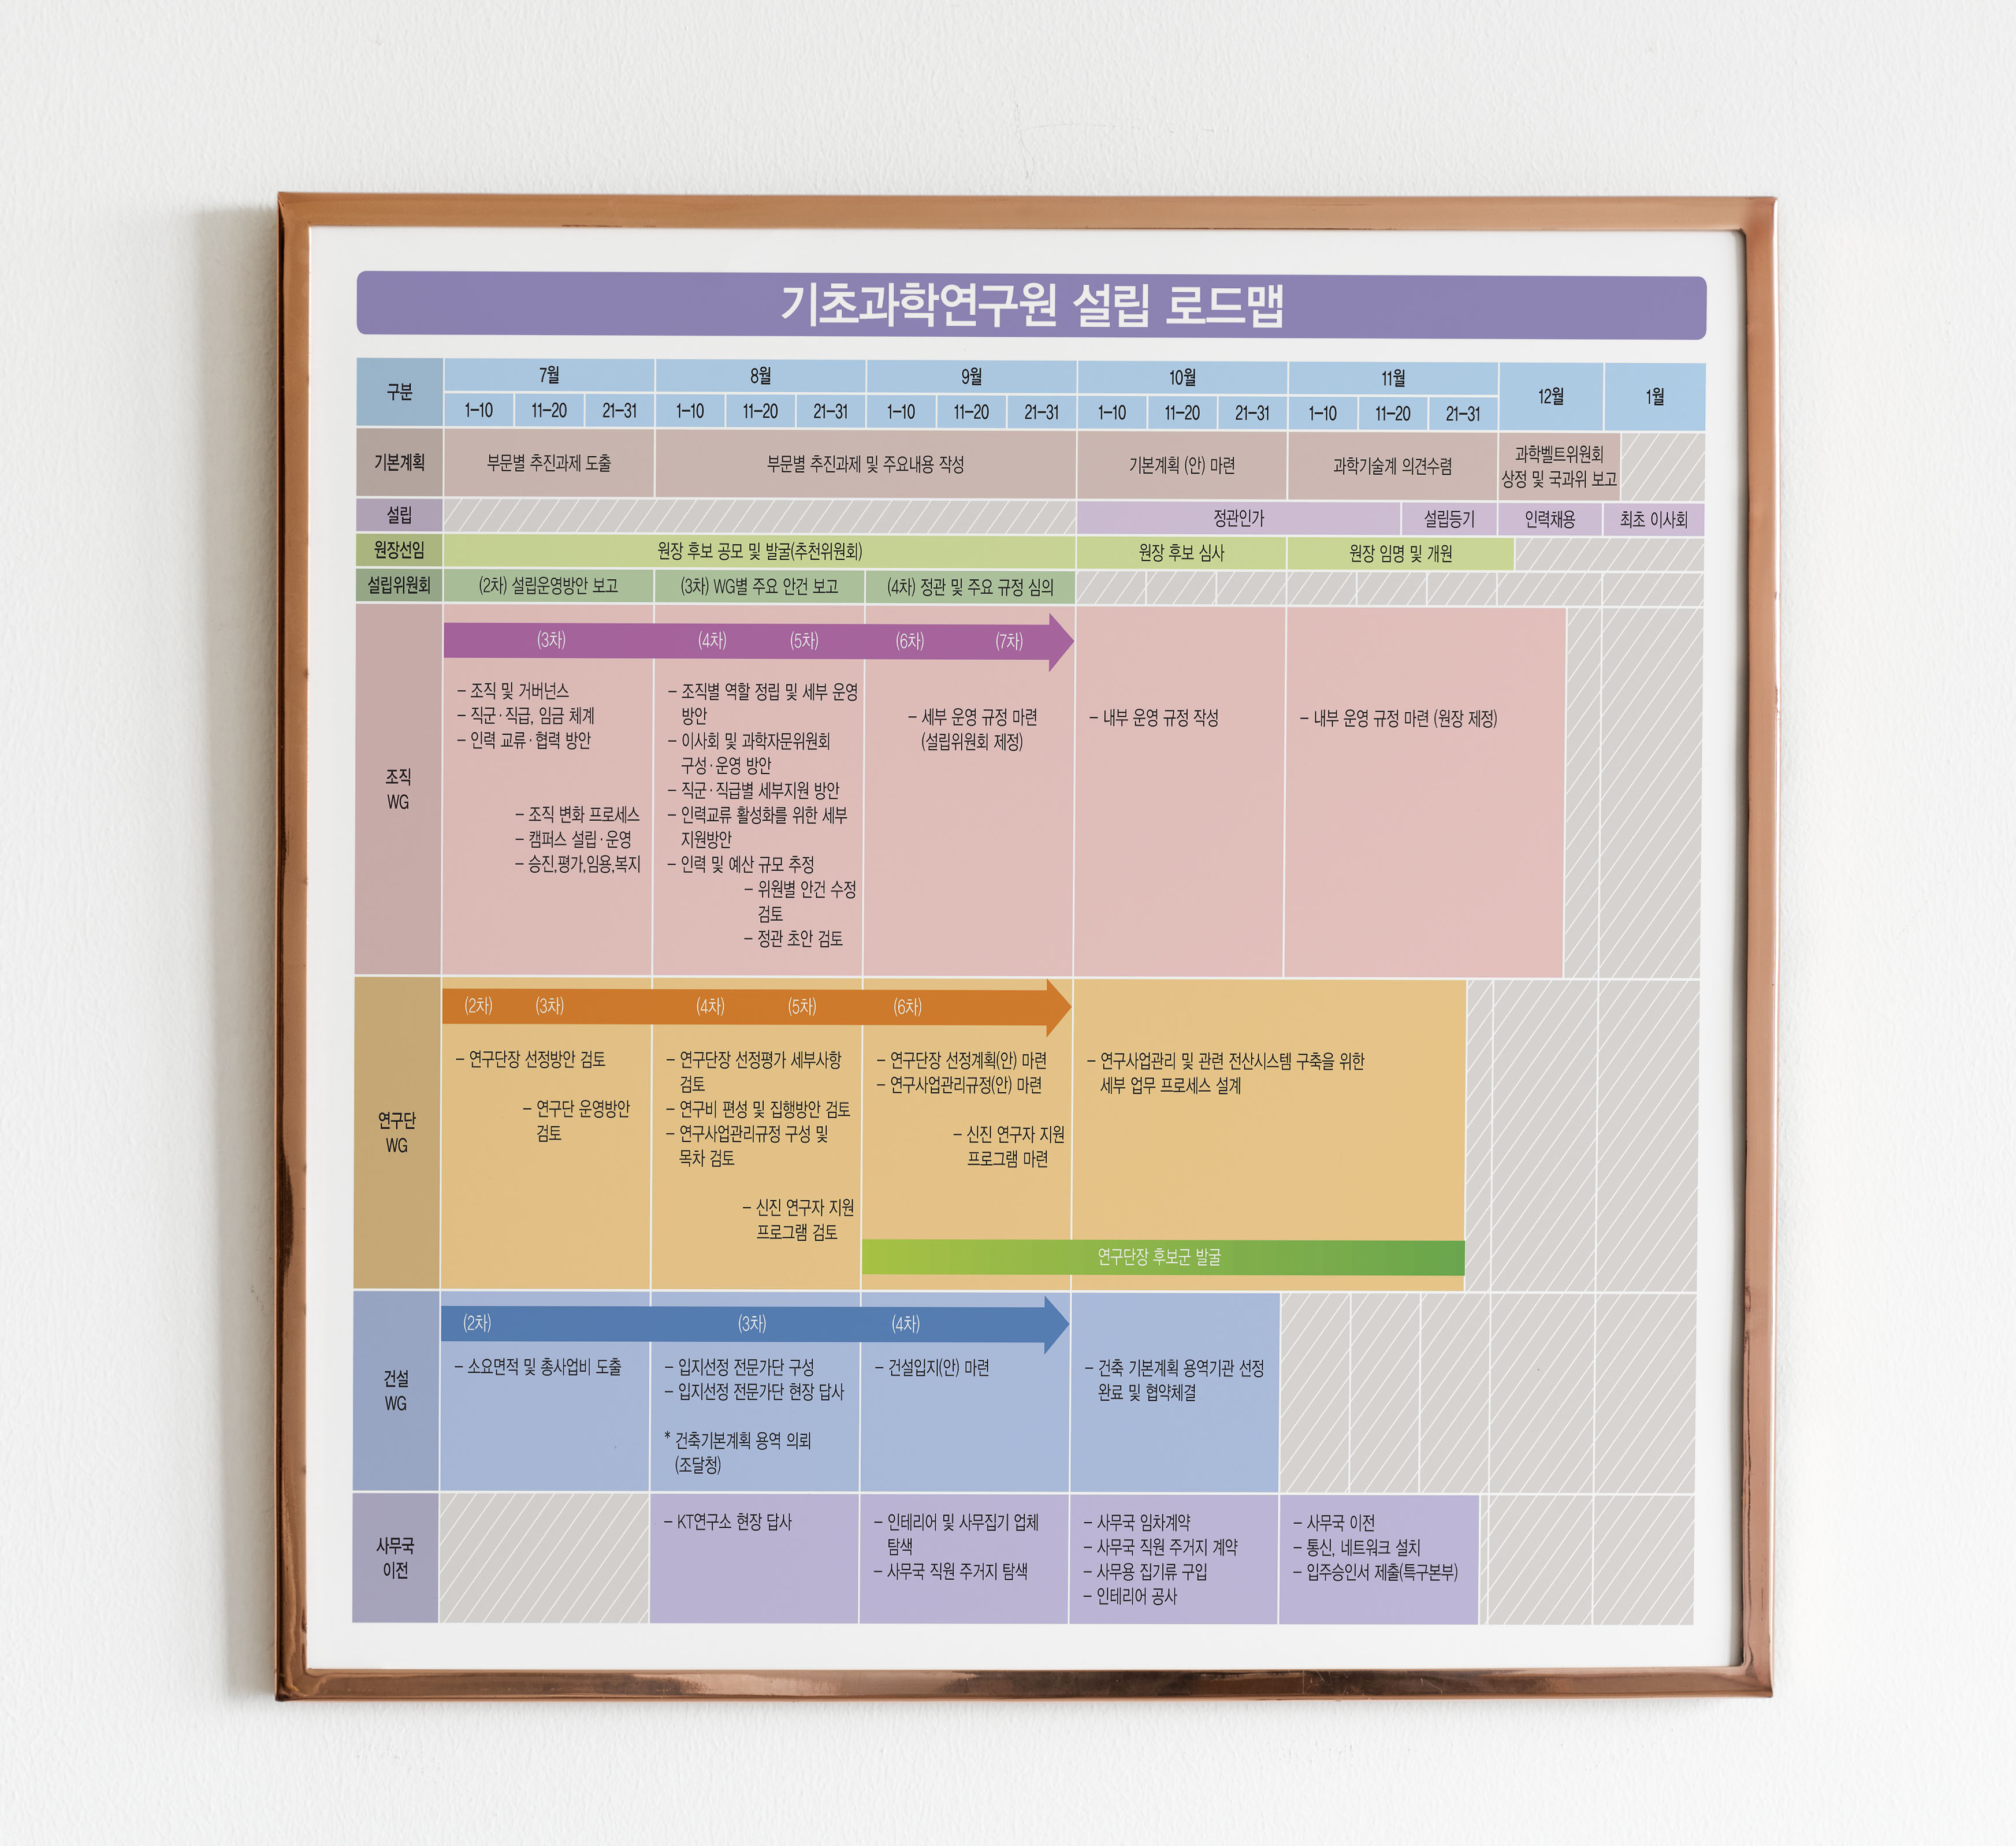 기초과학연구원 설립 로드맵
구분
7월
8월
9월
10월
11월
12월
1월
1–10
11–20
21–31
1–10
11–20
21–31
1–10
11–20
21–31
1–10
11–20
21–31
1–10
11–20
21–31
기본계획
부문별 추진과제 도출
부문별 추진과제 및 주요내용 작성
기본계획 (안) 마련
과학기술계 의견수렴
과학벨트위원회
상정 및 국과위 보고
설립
정관인가
설립등기
인력채용
최초 이사회
원장선임
원장 후보 공모 및 발굴(추천위원회)
원장 후보 심사
원장 임명 및 개원
설립위원회
(2차) 설립운영방안 보고
(3차) WG별 주요 안건 보고
(4차) 정관 및 주요 규정 심의
조직
WG
(3차)
(4차)
(5차)
(6차)
(7차)
– 조직 및 거버넌스
– 직군·직급, 임금 체계
– 인력 교류·협력 방안
– 조직 변화 프로세스
– 캠퍼스 설립·운영
– 승진,평가,임용,복지
– 조직별 역할 정립 및 세부 운영
방안
– 이사회 및 과학자문위원회
구성·운영 방안
– 직군·직급별 세부지원 방안
– 인력교류 활성화를 위한 세부
지원방안
– 인력 및 예산 규모 추정
– 위원별 안건 수정
검토
– 정관 초안 검토
– 세부 운영 규정 마련
(설립위원회 제정)
– 내부 운영 규정 작성
– 내부 운영 규정 마련 (원장 제정)
연구단
WG
(2차)
(3차)
(4차)
(5차)
(6차)
– 연구단장 선정방안 검토
– 연구단 운영방안
검토
– 연구단장 선정평가 세부사항
검토
– 연구비 편성 및 집행방안 검토
– 연구사업관리규정 구성 및
목차 검토
– 신진 연구자 지원
프로그램 검토
– 연구단장 선정계획(안) 마련
– 연구사업관리규정(안) 마련
– 신진 연구자 지원
프로그램 마련
– 연구사업관리 및 관련 전산시스템 구축을 위한
세부 업무 프로세스 설계
연구단장 후보군 발굴
건설
WG
(2차)
(3차)
(4차)
– 소요면적 및 총사업비 도출
– 입지선정 전문가단 구성
– 입지선정 전문가단 현장 답사
* 건축기본계획 용역 의뢰
(조달청)
– 건설입지(안) 마련
– 건축 기본계획 용역기관 선정
완료 및 협약체결
사무국
이전
– KT연구소 현장 답사
– 인테리어 및 사무집기 업체
탐색
– 사무국 직원 주거지 탐색
– 사무국 임차계약
– 사무국 직원 주거지 계약
– 사무용 집기류 구입
– 인테리어 공사
– 사무국 이전
– 통신, 네트워크 설치
– 입주승인서 제출(특구본부)